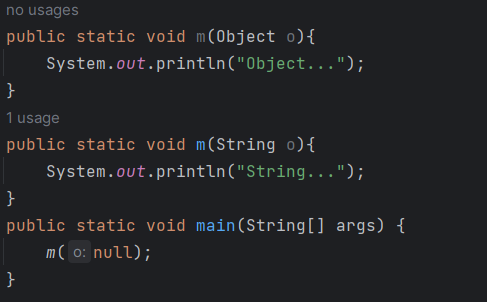 no usages
public static void m(Object o){
    System.out.println("Object...");
}
1 usage
public static void m(String o){
    System.out.println("String...");
}
public static void main(String[] args) {
    m( o: null);
}